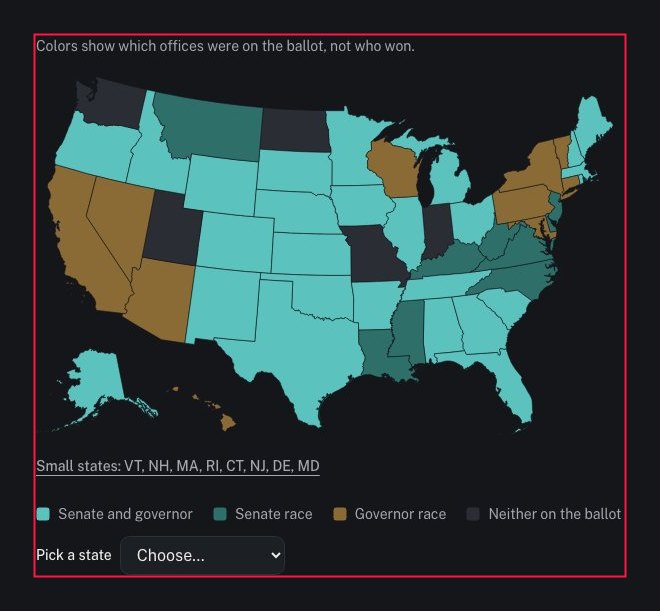 Colors show which offices were on the ballot, not who won.
Small states: VT, NH, MA, RI, CT, NJ, DE, MD
Senate and governor Senate race Governor race Neither on the ballot
Pick a state Choose...